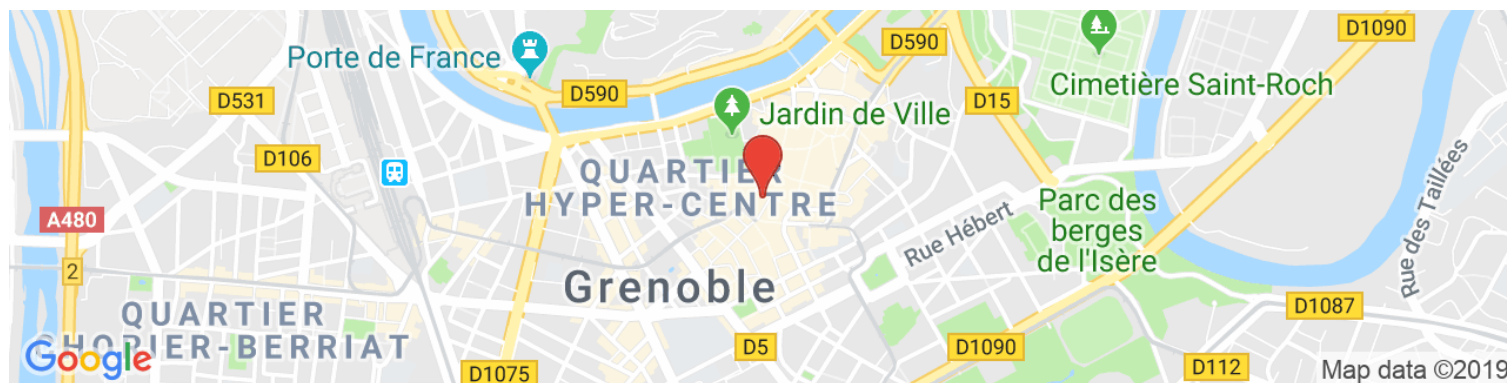 D1090
D590
Porte de France
Cimetière Saint-Roch
D531
D590
D15
Jardin de Ville
D106
QUARTIER
HYPER-CENTRE
Rue des Taillées
A480
Parc des
berges
de l'Isère
Rue Hébert
2
Grenoble
D1087
QUARTIER
CHORIER-BERRIAT
Google
D5
D1090
D112
D1075
Map data ©2019